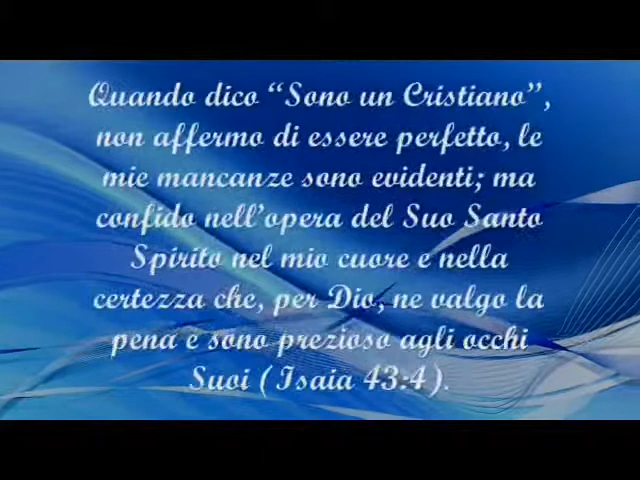 Quando dico “Sono un Cristiano”,
non affermo di essere perfetto, le
mie mancanze sono evidenti; ma
confido nell’opera del Suo Santo
Spirito nel mio cuore e nella
certezza che, per Dio, ne valgo la
pena e sono prezioso agli occhi
Suoi (Isaia 43:4).